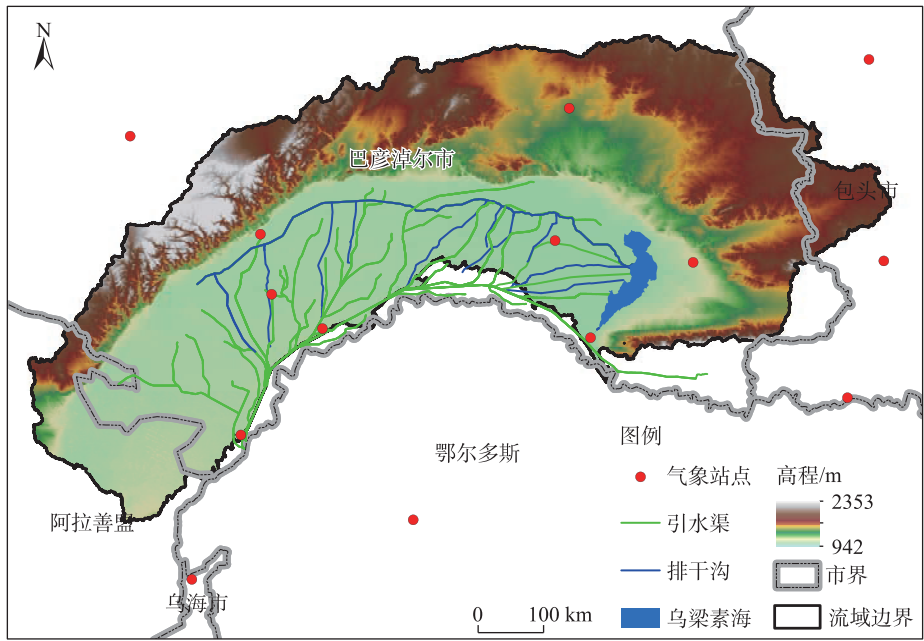 N
巴彦淖尔市
包头市
鄂尔多斯
阿拉善盟
乌海市
图例
气象站点
高程/m
引水渠
2353
942
排干沟
市界
乌梁素海
流域边界
0 100 km